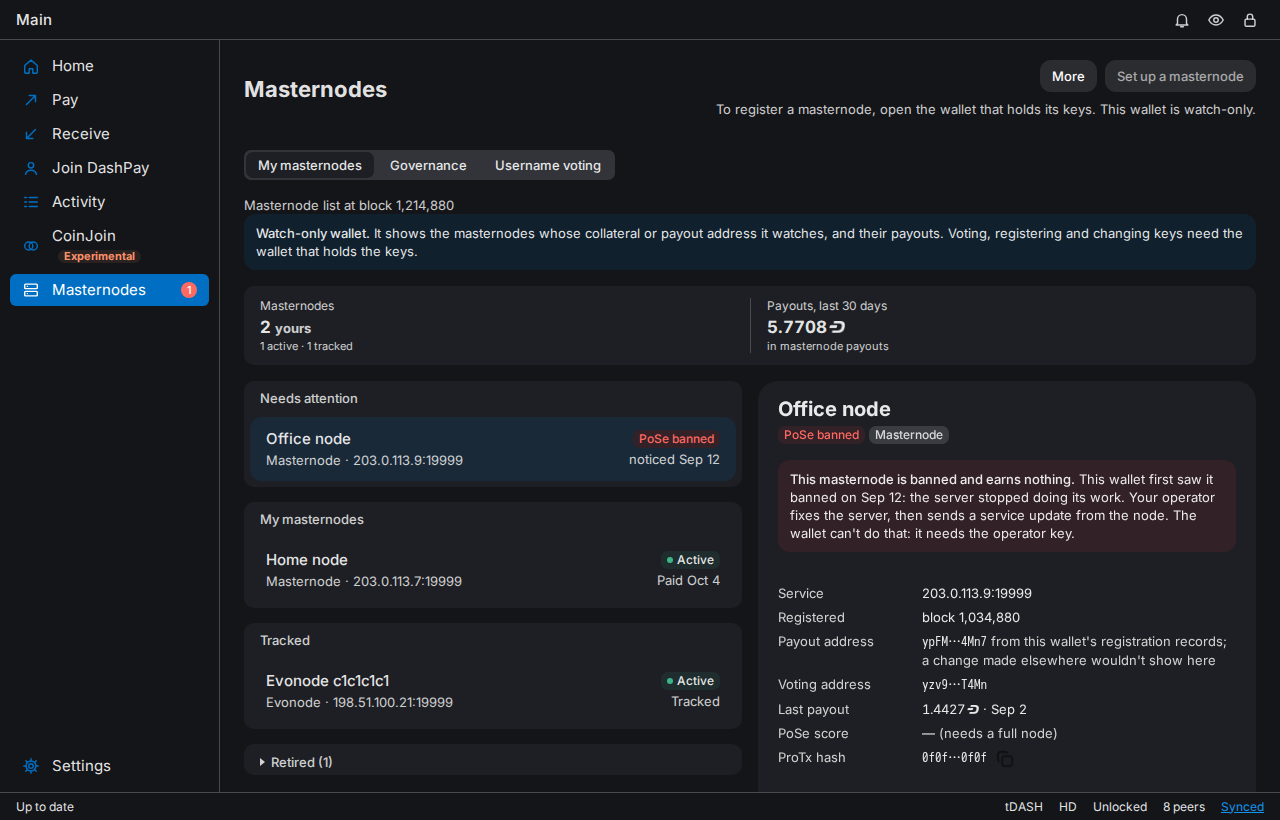 Main
Home
Pay
Receive
Join DashPay
Activity
CoinJoin
Experimental
Masternodes 1
Settings
Masternodes
More
Set up a masternode
To register a masternode, open the wallet that holds its keys. This wallet is watch-only.
My masternodes
Governance
Username voting
Masternode list at block 1,214,880
Watch-only wallet. It shows the masternodes whose collateral or payout address it watches, and their payouts. Voting, registering and changing keys need the
wallet that holds the keys.
Masternodes
2 yours
1 active · 1 tracked
Payouts, last 30 days
5.7708
in masternode payouts
Needs attention
Office node
PoSe banned
Masternode · 203.0.113.9:19999
noticed Sep 12
My masternodes
Home node
Active
Masternode · 203.0.113.7:19999
Paid Oct 4
Tracked
Evonode c1c1c1c1
Active
Evonode · 198.51.100.21:19999
Tracked
Retired (1)
Office node
PoSe banned
Masternode
This masternode is banned and earns nothing. This wallet first saw it
banned on Sep 12: the server stopped doing its work. Your operator
fixes the server, then sends a service update from the node. The
wallet can't do that: it needs the operator key.
Service 203.0.113.9:19999
Registered block 1,034,880
Payout address ypFM···4Mn7 from this wallet's registration records;
a change made elsewhere wouldn't show here
Voting address yzv9···T4Mn
Last payout 1.4427 · Sep 2
PoSe score — (needs a full node)
ProTx hash 0f0f···0f0f
Up to date
tDASH
HD
Unlocked
8 peers
Synced